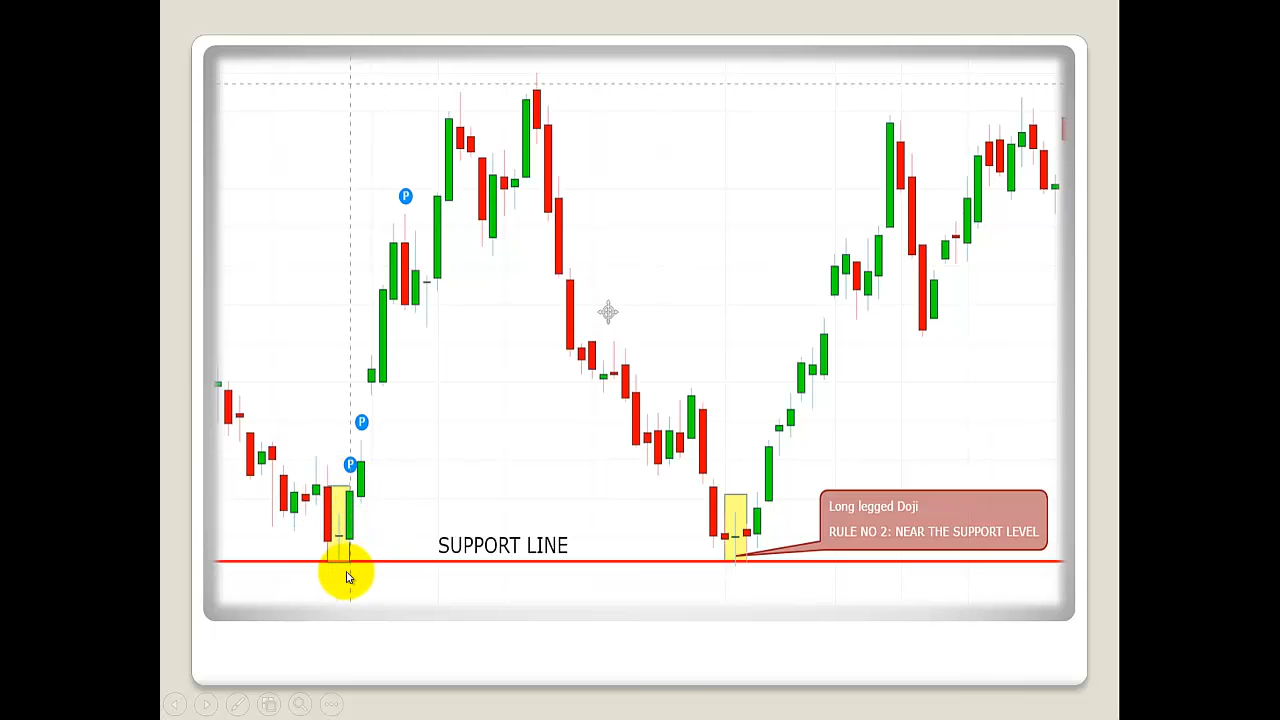 P
P
P
SUPPORT LINE
Long legged Doji
RULE NO 2: NEAR THE SUPPORT LEVEL